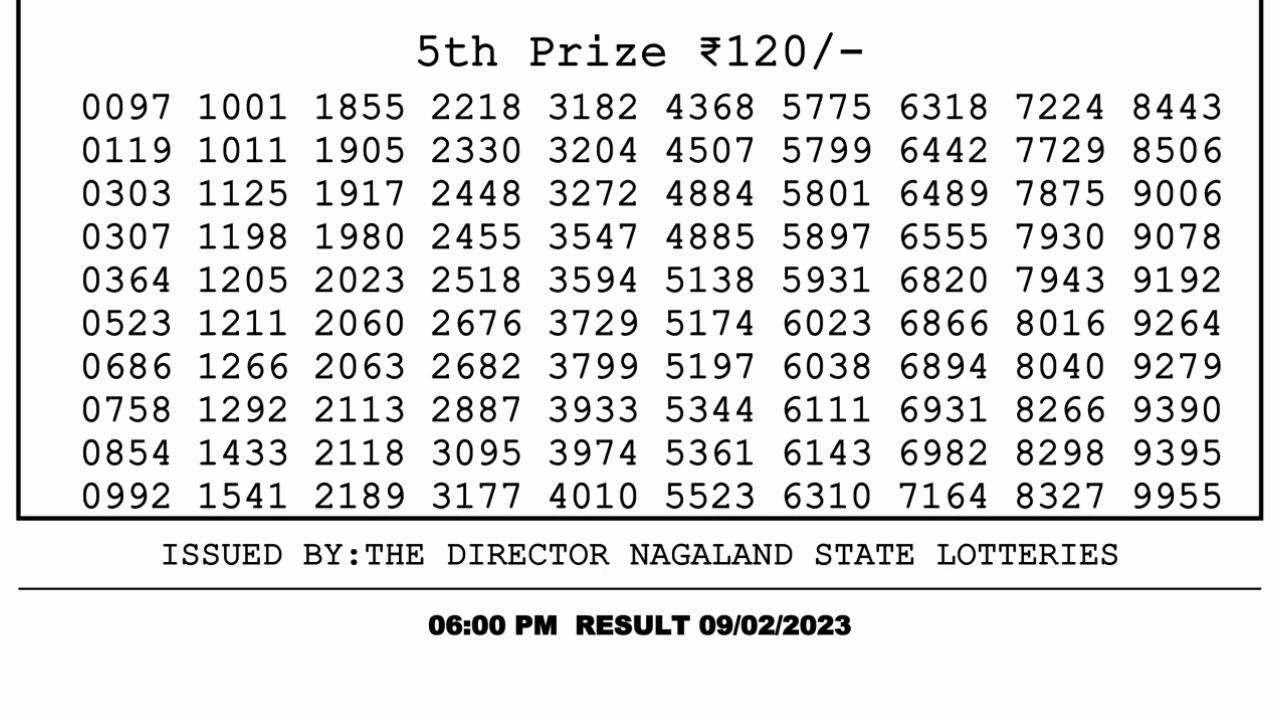 5th Prize ₹120/-
0097 1001 1855 2218 3182 4368 5775 6318 7224 8443
0119 1011 1905 2330 3204 4507 5799 6442 7729 8506
0303 1125 1917 2448 3272 4884 5801 6489 7875 9006
0307 1198 1980 2455 3547 4885 5897 6555 7930 9078
0364 1205 2023 2518 3594 5138 5931 6820 7943 9192
0523 1211 2060 2676 3729 5174 6023 6866 8016 9264
0686 1266 2063 2682 3799 5197 6038 6894 8040 9279
0758 1292 2113 2887 3933 5344 6111 6931 8266 9390
0854 1433 2118 3095 3974 5361 6143 6982 8298 9395
0992 1541 2189 3177 4010 5523 6310 7164 8327 9955
ISSUED BY:THE DIRECTOR NAGALAND STATE LOTTERIES
06:00 PM RESULT 09/02/2023